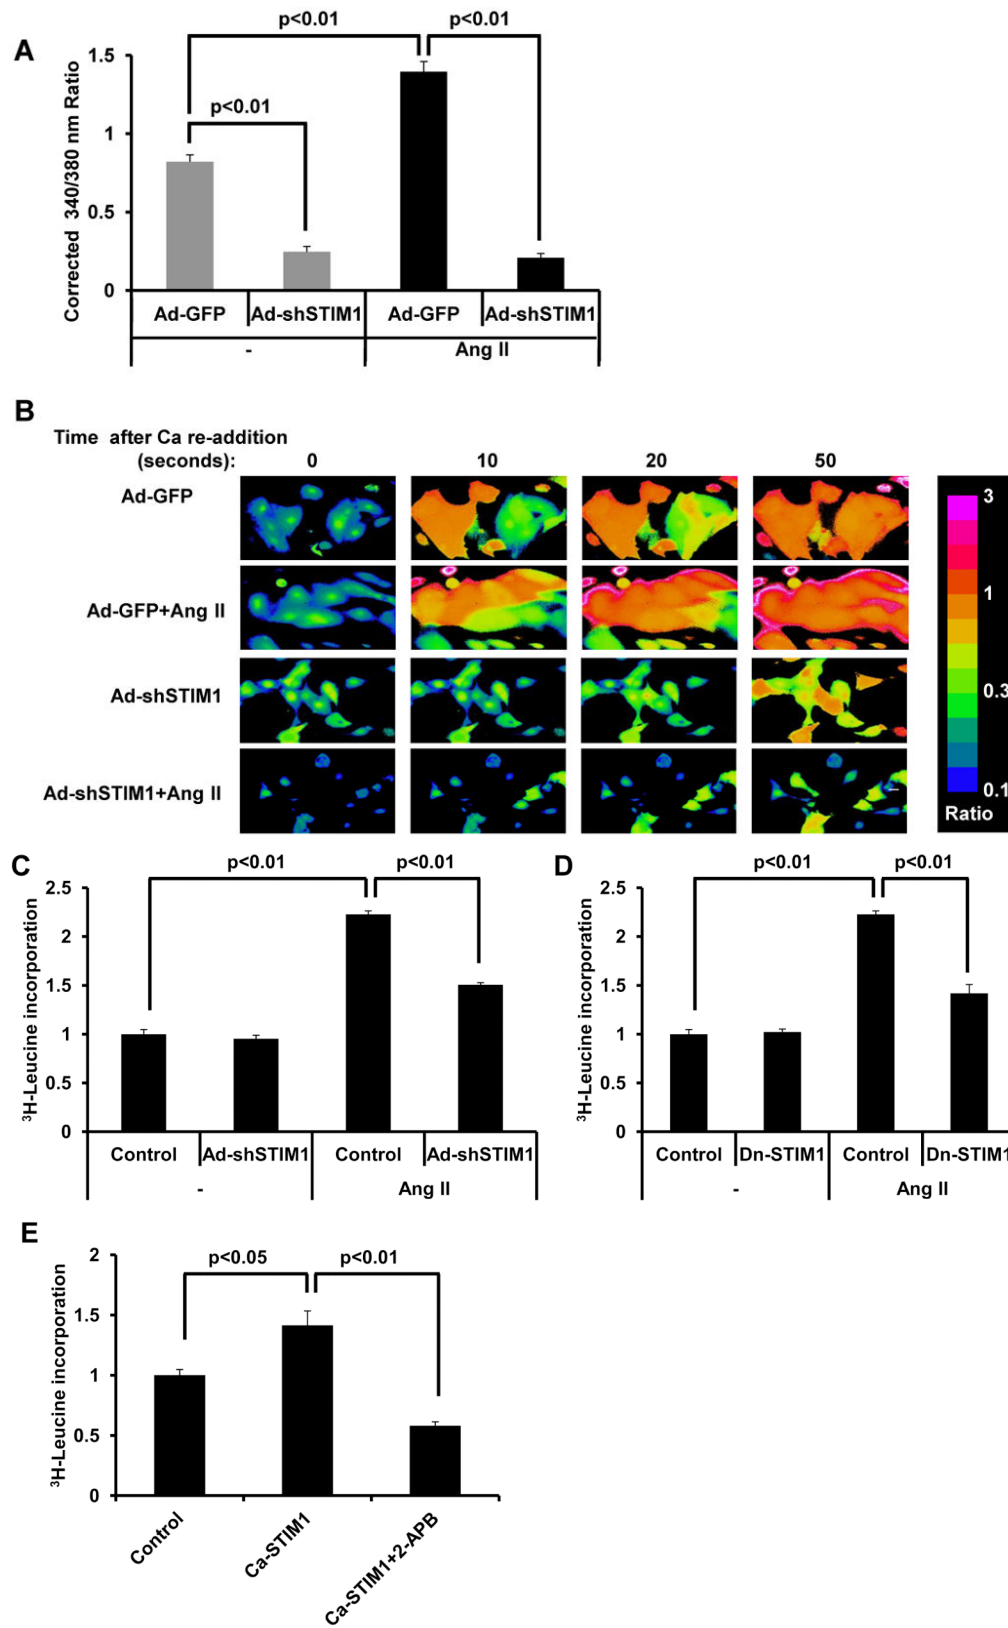 A
p<0.01
p<0.01
p<0.01
Corrected 340/380 nm Ratio
1.5
1
0.5
0
Ad-GFP
Ad-shSTIM1
Ad-GFP
Ad-shSTIM1
-
Ang II
B
Time after Ca re-addition
(seconds):
0
10
20
50
Ad-GFP
Ad-GFP+Ang II
Ad-shSTIM1
Ad-shSTIM1+Ang II
3
1
0.3
0.1
Ratio
C
p<0.01
p<0.01
³H-Leucine incorporation
2.5
2
1.5
1
0.5
0
Control
Ad-shSTIM1
Control
Ad-shSTIM1
-
Ang II
D
p<0.01
p<0.01
³H-Leucine incorporation
2.5
2
1.5
1
0.5
0
Control
Dn-STIM1
Control
Dn-STIM1
-
Ang II
E
p<0.05
p<0.01
³H-Leucine incorporation
2
1.5
1
0.5
0
Control
Ca-STIM1
Ca-STIM1+2-APB